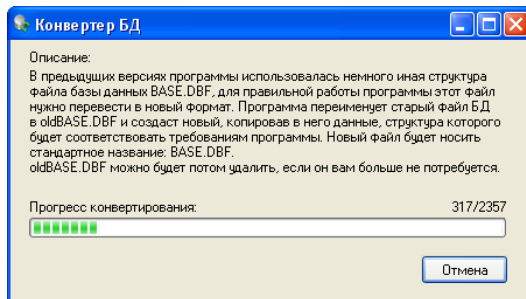 Конвертер БД
Описание:
В предыдущих версиях программы использовалась немного иная структура
файла базы данных BASE.DBF, для правильной работы программы этот файл
нужно перевести в новый формат. Программа переименует старый файл БД
в oldBASE.DBF и создаст новый, копировав в него данные, структура которого
будет соответствовать требованиям программы. Новый файл будет носить
стандартное название: BASE.DBF.
oldBASE.DBF можно будет потом удалить, если он вам больше не потребуется.
Прогресс конвертирования: 317/2357
Отмена